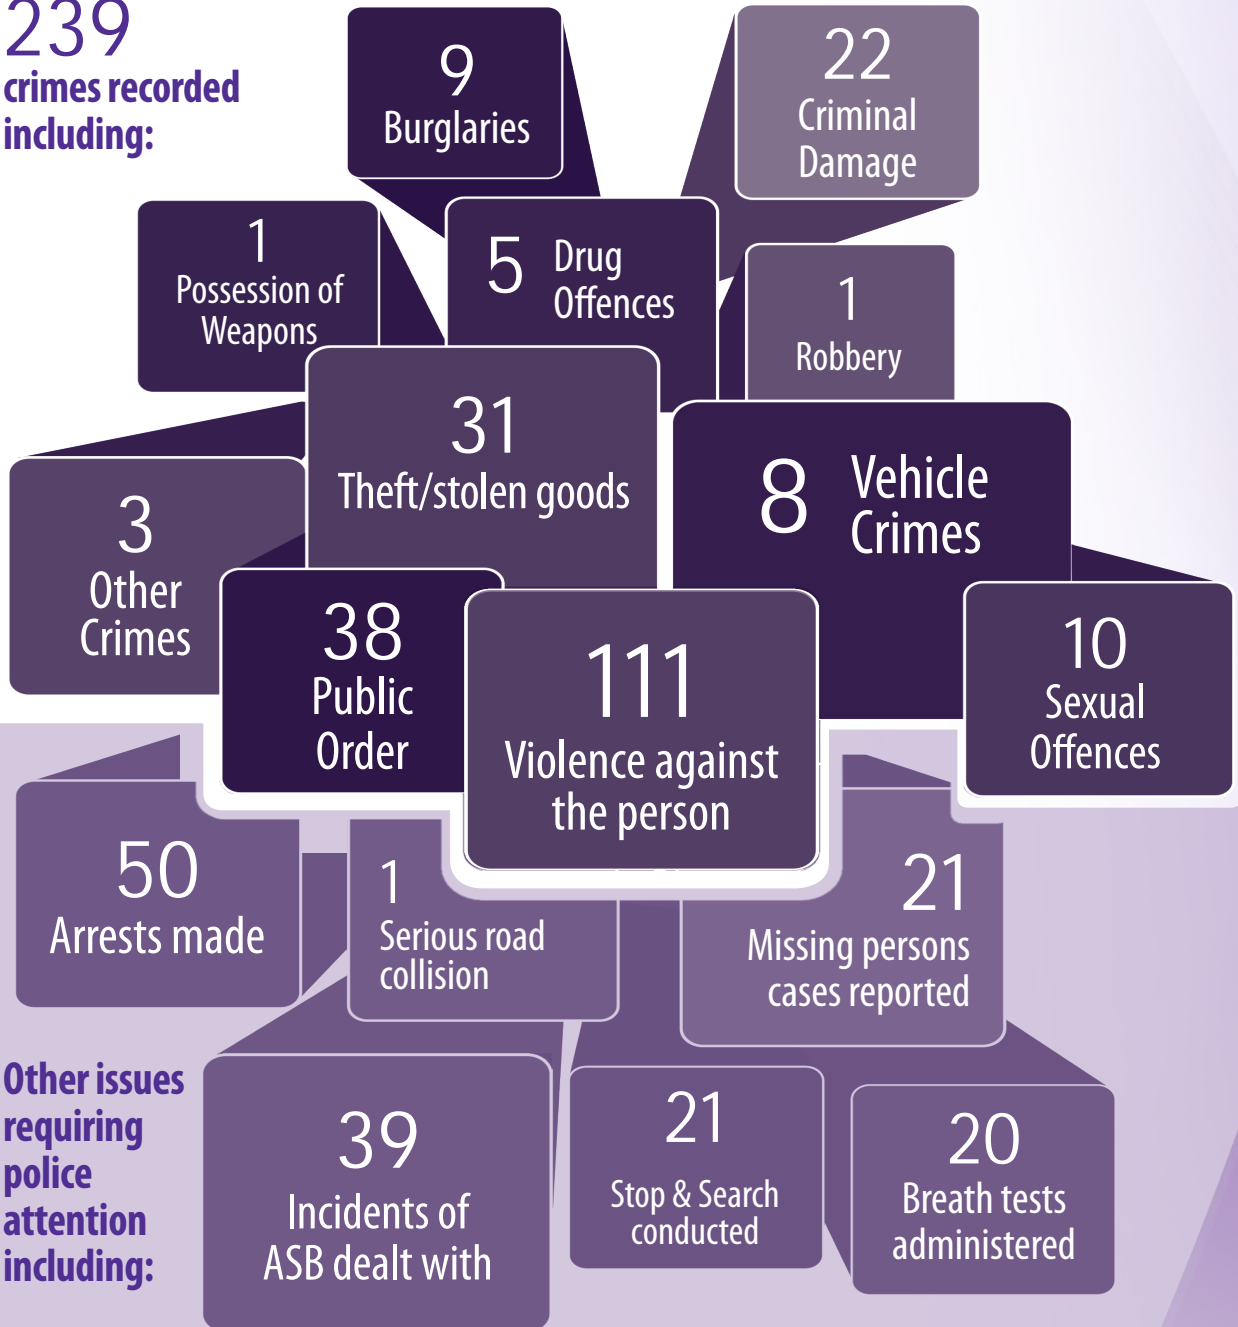 239
crimes recorded
including:
9
Burglaries
22
Criminal
Damage
1
Possession of
Weapons
5 Drug
Offences
1
Robbery
31
Theft/stolen goods
8 Vehicle
Crimes
3
Other
Crimes
38
Public
Order
111
Violence against
the person
10
Sexual
Offences
50
Arrests made
1
Serious road
collision
21
Missing persons
cases reported
Other issues
requiring
police
attention
including:
39
Incidents of
ASB dealt with
21
Stop & Search
conducted
20
Breath tests
administered